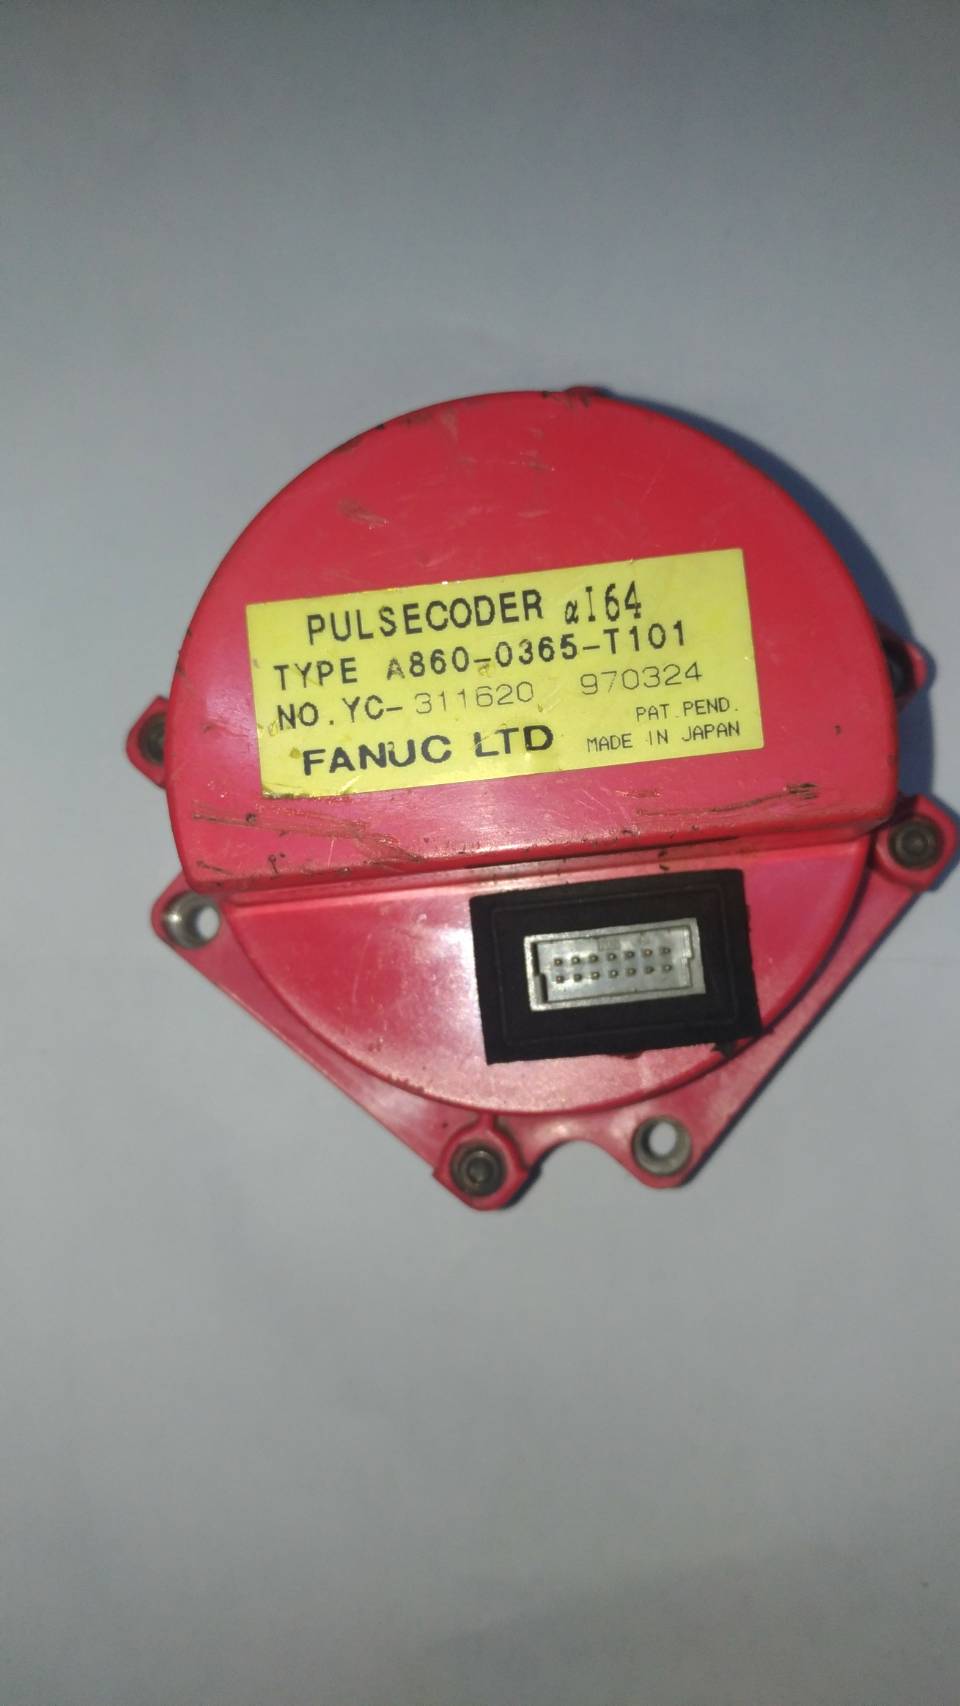 PULSECODER αI64
TYPE A860-0365-T101
NO.YC-311620 970324
PAT.PEND.
FANUC LTD MADE IN JAPAN